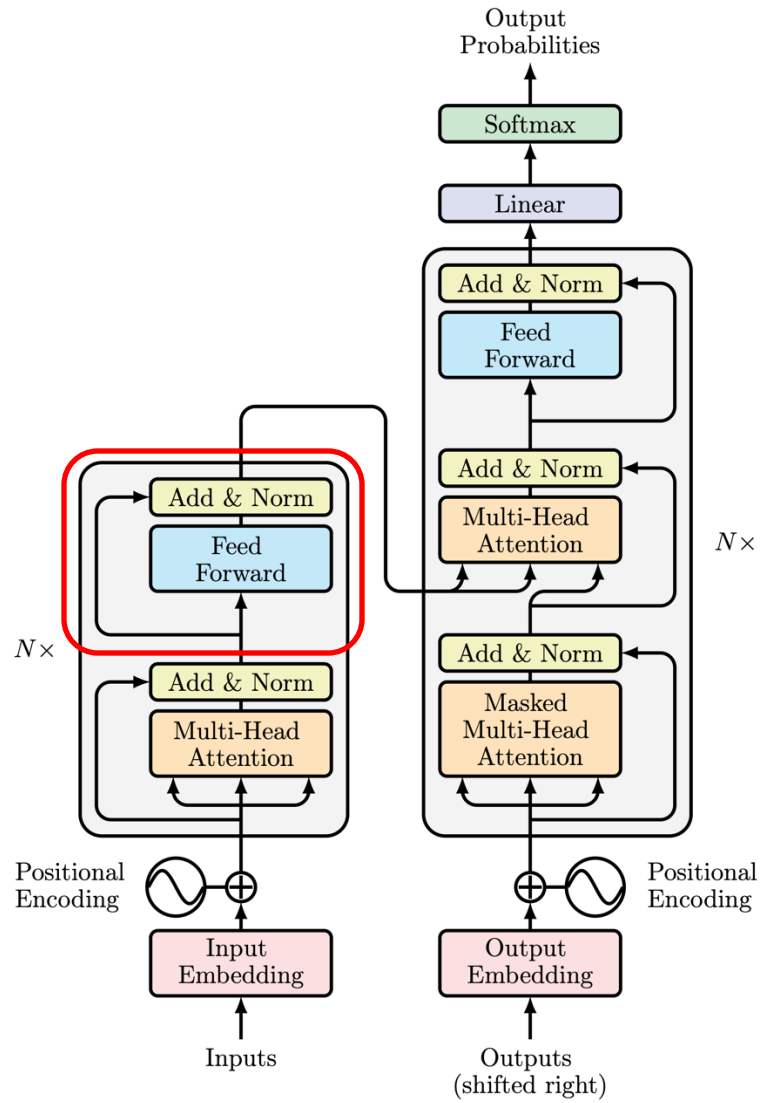 Output
Probabilities
Softmax
Linear
Add & Norm
Feed
Forward
Add & Norm
Multi-Head
Attention
N×
Add & Norm
Masked
Multi-Head
Attention
Add & Norm
Feed
Forward
N×
Add & Norm
Multi-Head
Attention
Positional
Encoding
Positional
Encoding
Input
Embedding
Output
Embedding
Inputs
Outputs
(shifted right)